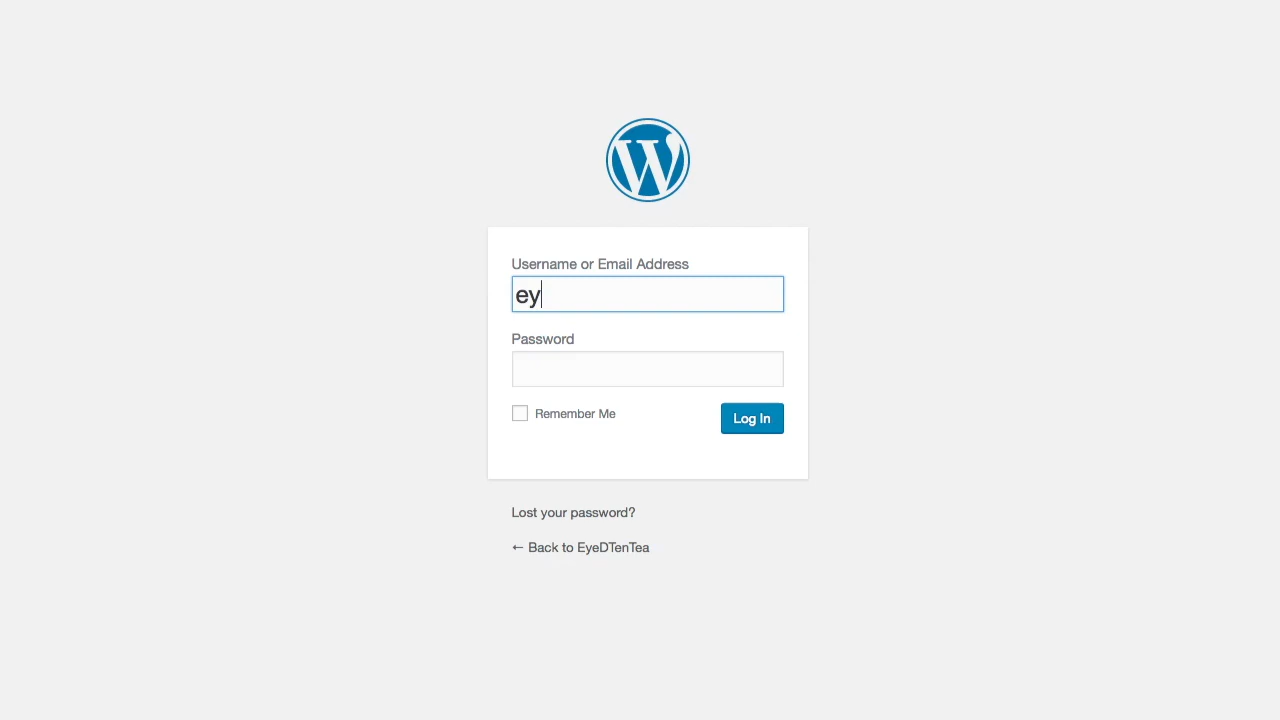 Username or Email Address
ey
Password
Remember Me
Log In
Lost your password?
← Back to EyeDTenTea